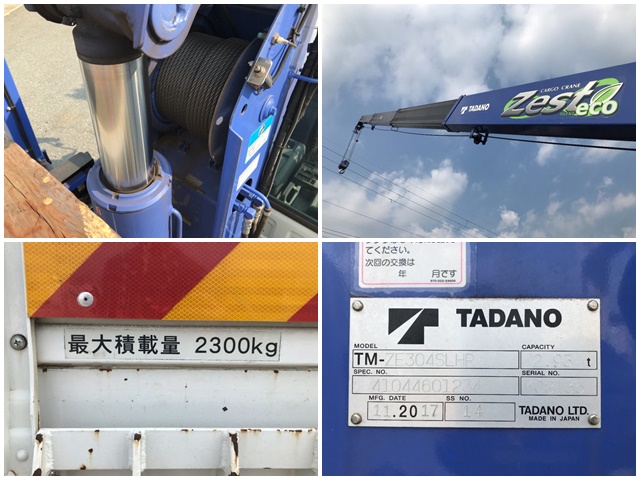 CARGO CRANE
TADANO Zest eco
最大積載量 2300kg
てください。
次回の交換は
年 月です
TADANO
MODEL CAPACITY
TM-ZE304SLHR t
SPEC. NO. SERIAL NO.
MFG. DATE SS NO.
11.2017 14
TADANO LTD.
MADE IN JAPAN